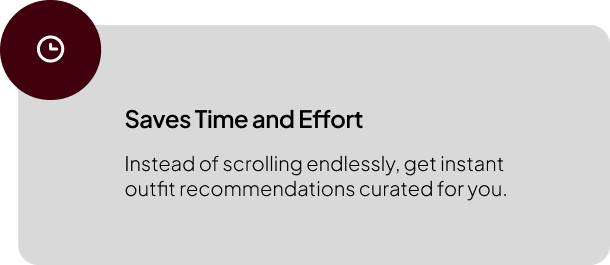 Saves Time and Effort
Instead of scrolling endlessly, get instant
outfit recommendations curated for you.